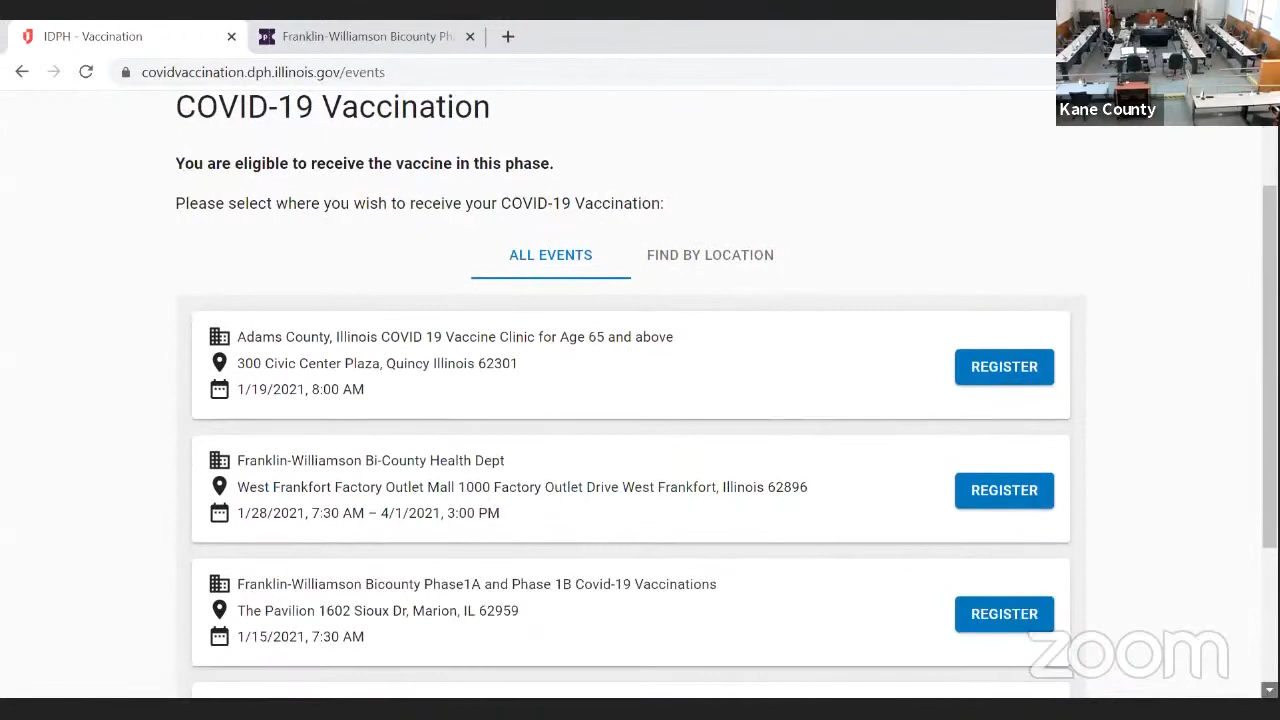 IDPH - Vaccination
Franklin-Williamson Bicounty Ph
covidvaccination.dph.illinois.gov/events
Kane County
COVID-19 Vaccination
You are eligible to receive the vaccine in this phase.
Please select where you wish to receive your COVID-19 Vaccination:
ALL EVENTS
FIND BY LOCATION
Adams County, Illinois COVID 19 Vaccine Clinic for Age 65 and above
300 Civic Center Plaza, Quincy Illinois 62301
1/19/2021, 8:00 AM
REGISTER
Franklin-Williamson Bi-County Health Dept
West Frankfort Factory Outlet Mall 1000 Factory Outlet Drive West Frankfort, Illinois 62896
1/28/2021, 7:30 AM – 4/1/2021, 3:00 PM
REGISTER
Franklin-Williamson Bicounty Phase1A and Phase 1B Covid-19 Vaccinations
The Pavilion 1602 Sioux Dr, Marion, IL 62959
1/15/2021, 7:30 AM
REGISTER
zoom